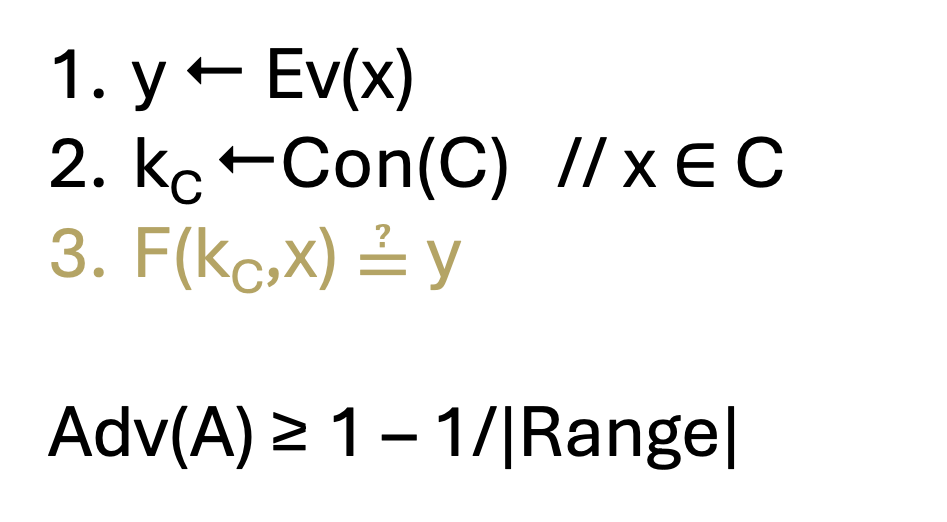 1. y ← Ev(x)
2. k_C ← Con(C) // x ∈ C
3. F(k_C,x) ≟ y
Adv(A) ≥ 1 – 1/|Range|